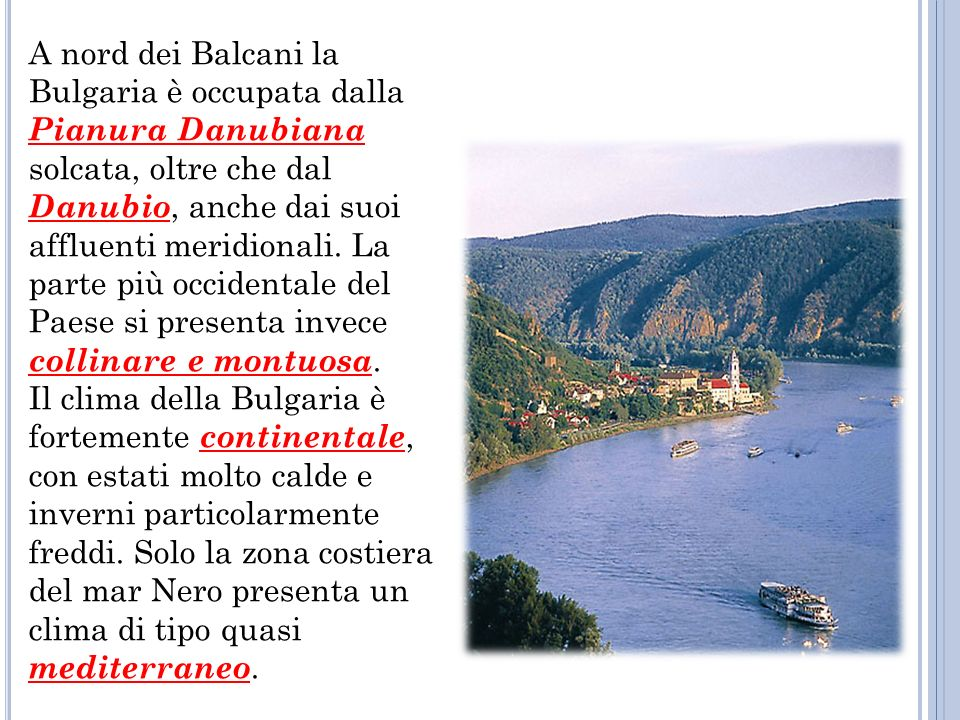 A nord dei Balcani la
Bulgaria è occupata dalla
Pianura Danubiana
solcata, oltre che dal
Danubio, anche dai suoi
affluenti meridionali. La
parte più occidentale del
Paese si presenta invece
collinare e montuosa.
Il clima della Bulgaria è
fortemente continentale,
con estati molto calde e
inverni particolarmente
freddi. Solo la zona costiera
del mar Nero presenta un
clima di tipo quasi
mediterraneo.